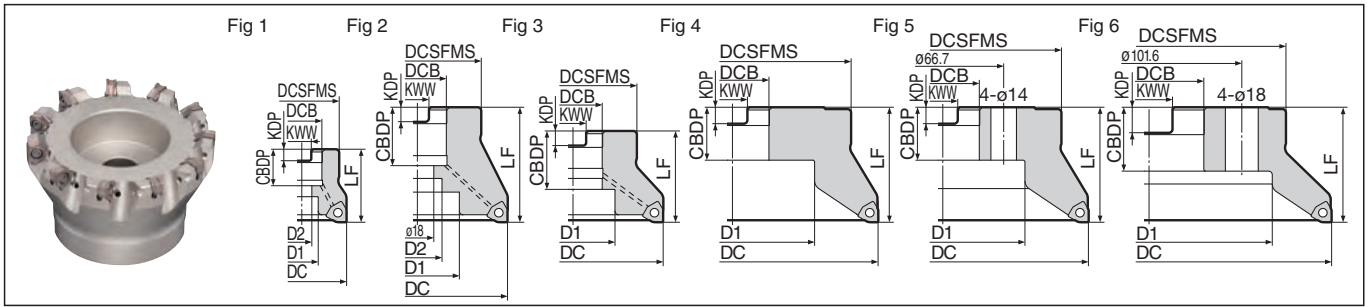 Fig 1
DCSFMS
DCB
KWW
KDP
CBDP
LF
D2
D1
DC
Fig 2
DCSFMS
DCB
KWW
KDP
CBDP
LF
ø18
D2
D1
DC
Fig 3
DCSFMS
DCB
KWW
KDP
CBDP
LF
D1
DC
Fig 4
DCSFMS
DCB
KWW
KDP
CBDP
LF
D1
DC
Fig 5
DCSFMS
Ø66.7
DCB
KWW
4-ø14
KDP
CBDP
LF
D1
DC
Fig 6
DCSFMS
Ø101.6
DCB
KWW
4-ø18
KDP
CBDP
LF
D1
DC